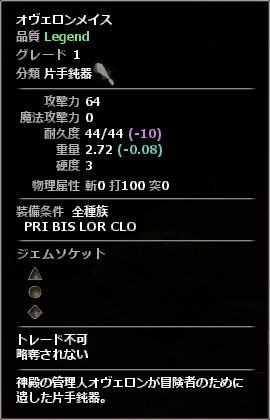 オヴェロンメイス
品質 Legend
グレード 1
分類 片手鈍器
攻撃力 64
魔法攻撃力 0
耐久度 44/44 (-10)
重量 2.72 (-0.08)
硬度 3
物理属性 斬0 打100 突0
装備条件 全種族
PRI BIS LOR CLO
ジェムソケット
トレード不可
略奪されない
神殿の管理人オヴェロンが冒険者のために
遺した片手鈍器。